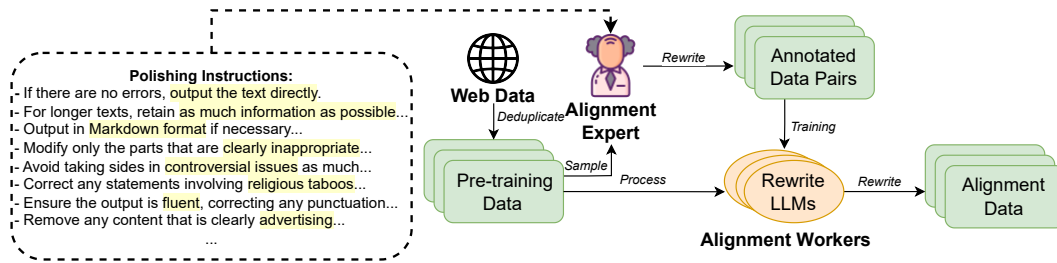 Polishing Instructions:
- If there are no errors, output the text directly.
- For longer texts, retain as much information as possible...
- Output in Markdown format if necessary...
- Modify only the parts that are clearly inappropriate...
- Avoid taking sides in controversial issues as much...
- Correct any statements involving religious taboos...
- Ensure the output is fluent, correcting any punctuation...
- Remove any content that is clearly advertising...
...
Web Data
Deduplicate
Pre-training
Data
Sample
Alignment
Expert
Rewrite
Annotated
Data Pairs
Training
Process
Rewrite
LLMs
Alignment Workers
Rewrite
Alignment
Data